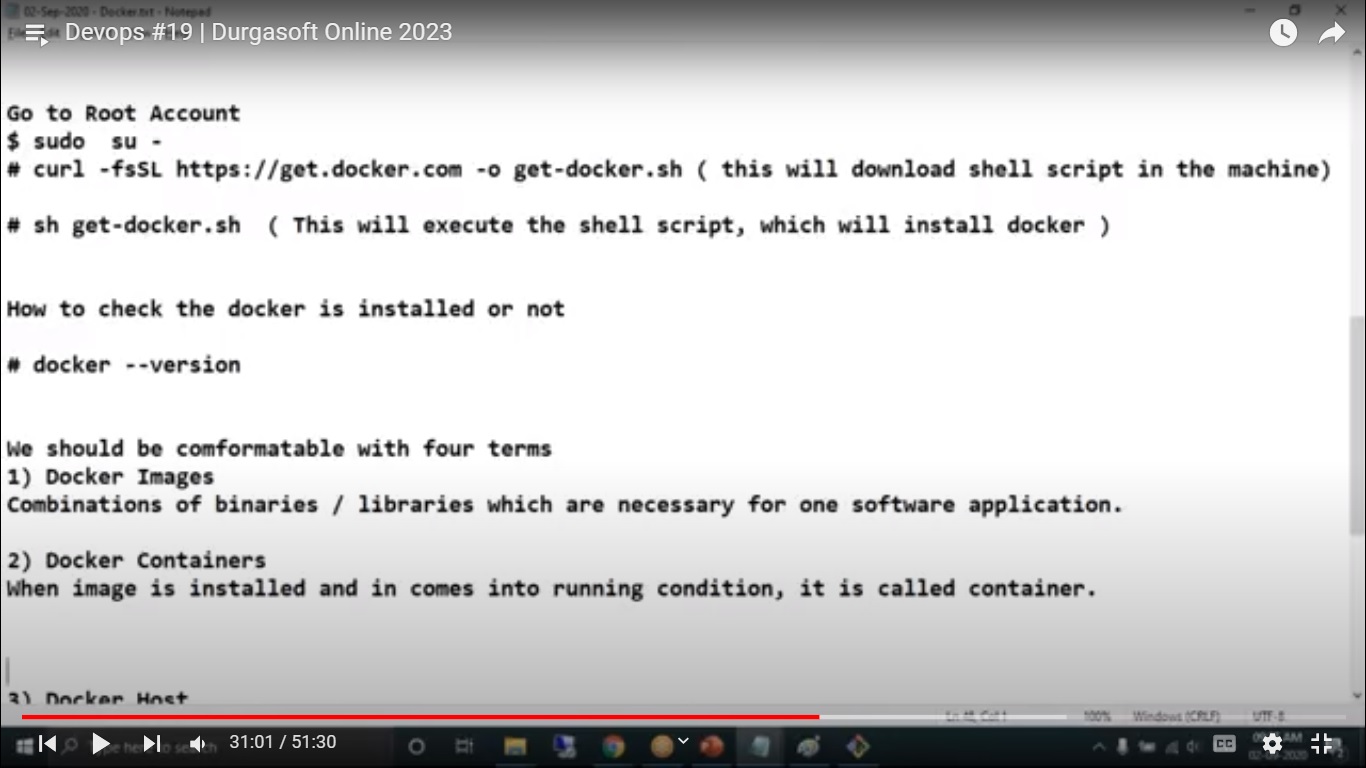 02-Sep-2020 - Docker.txt - Notepad
Devops #19 | Durgasoft Online 2023
Go to Root Account
$ sudo  su -
# curl -fsSL https://get.docker.com -o get-docker.sh ( this will download shell script in the machine)
# sh get-docker.sh  ( This will execute the shell script, which will install docker )
How to check the docker is installed or not
# docker --version
We should be comformatable with four terms
1) Docker Images
Combinations of binaries / libraries which are necessary for one software application.
2) Docker Containers
When image is installed and in comes into running condition, it is called container.
3) Docker Host
100% Windows (CRLF) UTF-8
31:01 / 51:30
CC
02-09-2020